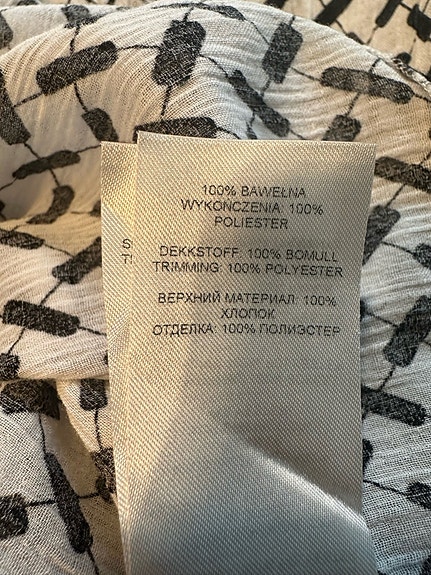 100% BAWEŁNA
WYKOŃCZENIA: 100%
POLIESTER
DEKKSTOFF: 100% BOMULL
TRIMMING: 100% POLYESTER
ВЕРХНИЙ МАТЕРИАЛ: 100%
ХЛОПОК
ОТДЕЛКА: 100% ПОЛИЭСТЕР